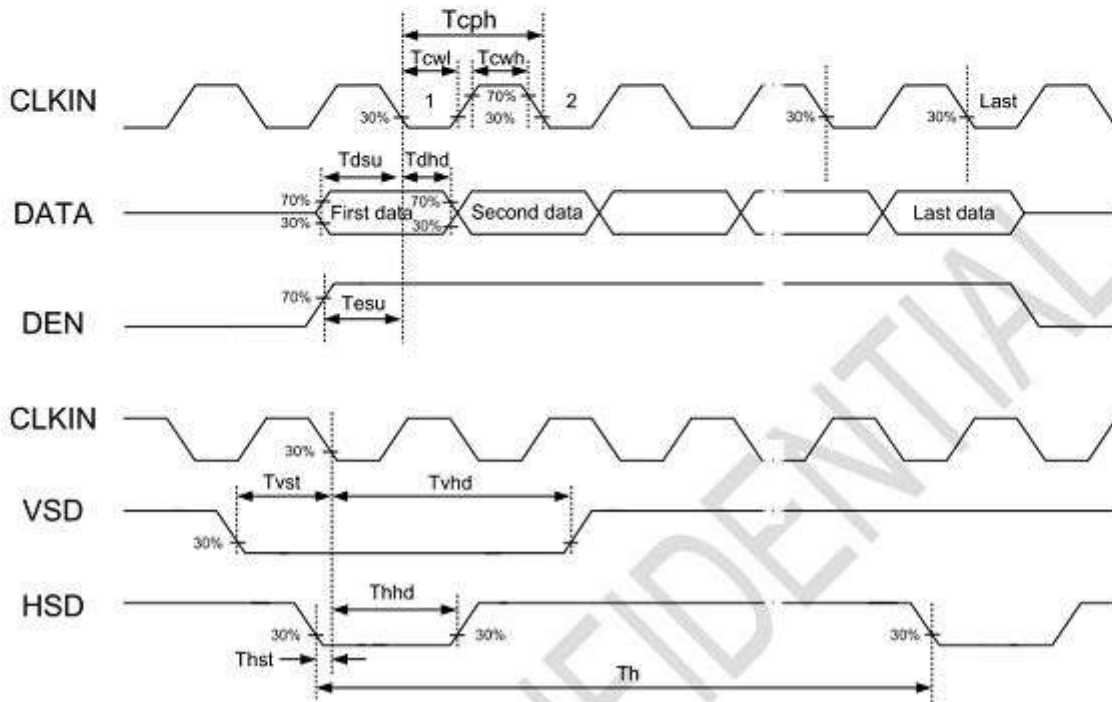 Tcph
Tcwl Tcwh
CLKIN 1 70% 2 Last
30% 30% 30% 30%
Tdsu Tdhd
70% 70%
DATA First data Second data Last data
30% 30%
70% Tesu
DEN
CLKIN
30%
Tvst Tvhd
VSD
30%
HSD Thhd
30% 30% 30%
Thst
Th
FIDENTIAL